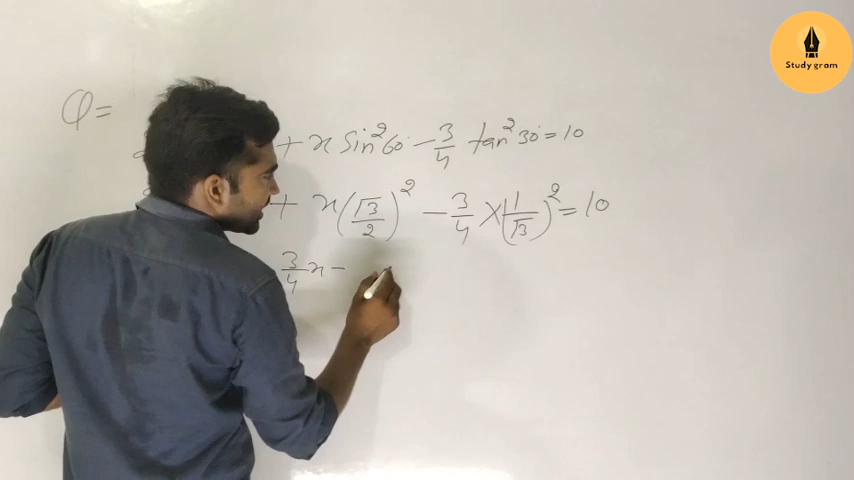 φ=
+ x sin²60° - 3/4 tan²30° = 10
+ x(√3/2)² - 3/4 × (1/√3)² = 10
3/4 x -
Study gram